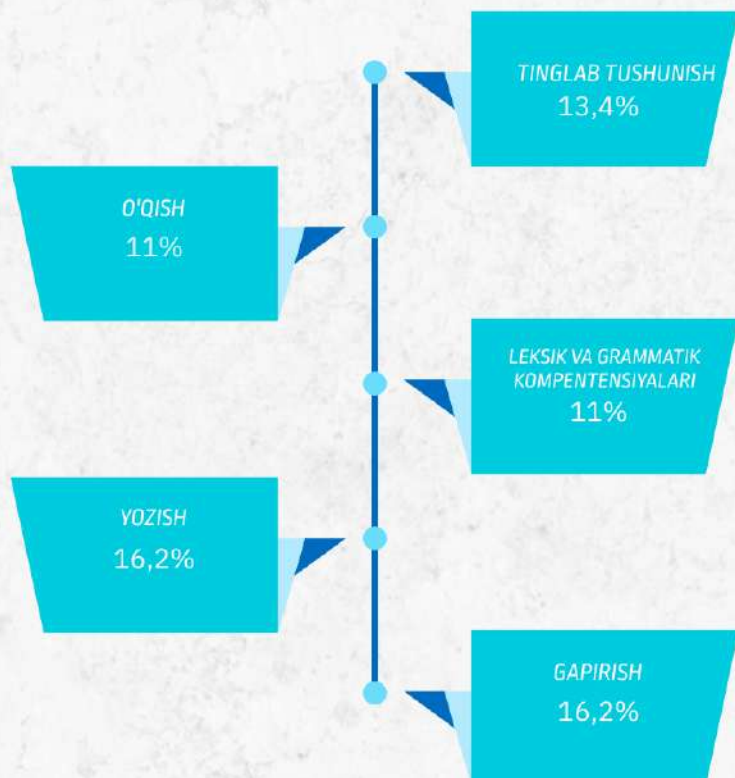 TINGLAB TUSHUNISH
13,4%
O'QISH
11%
LEKSIK VA GRAMMATIK
KOMPENTENSIYALARI
11%
YOZISH
16,2%
GAPIRISH
16,2%